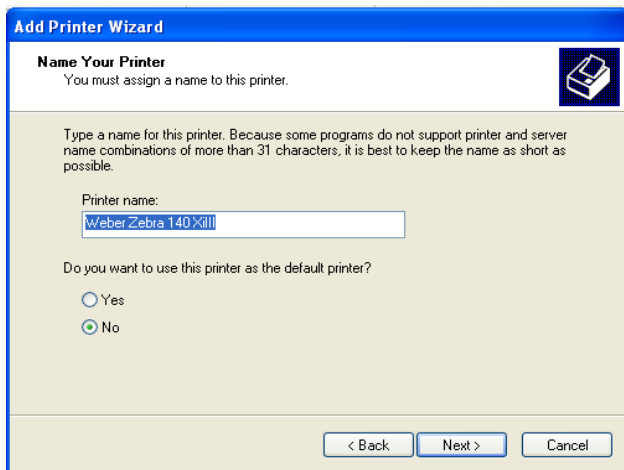 Add Printer Wizard
Name Your Printer
You must assign a name to this printer.
Type a name for this printer. Because some programs do not support printer and server
name combinations of more than 31 characters, it is best to keep the name as short as
possible.
Printer name:
Weber Zebra 140 XiIII
Do you want to use this printer as the default printer?
Yes
No
< Back
Next >
Cancel